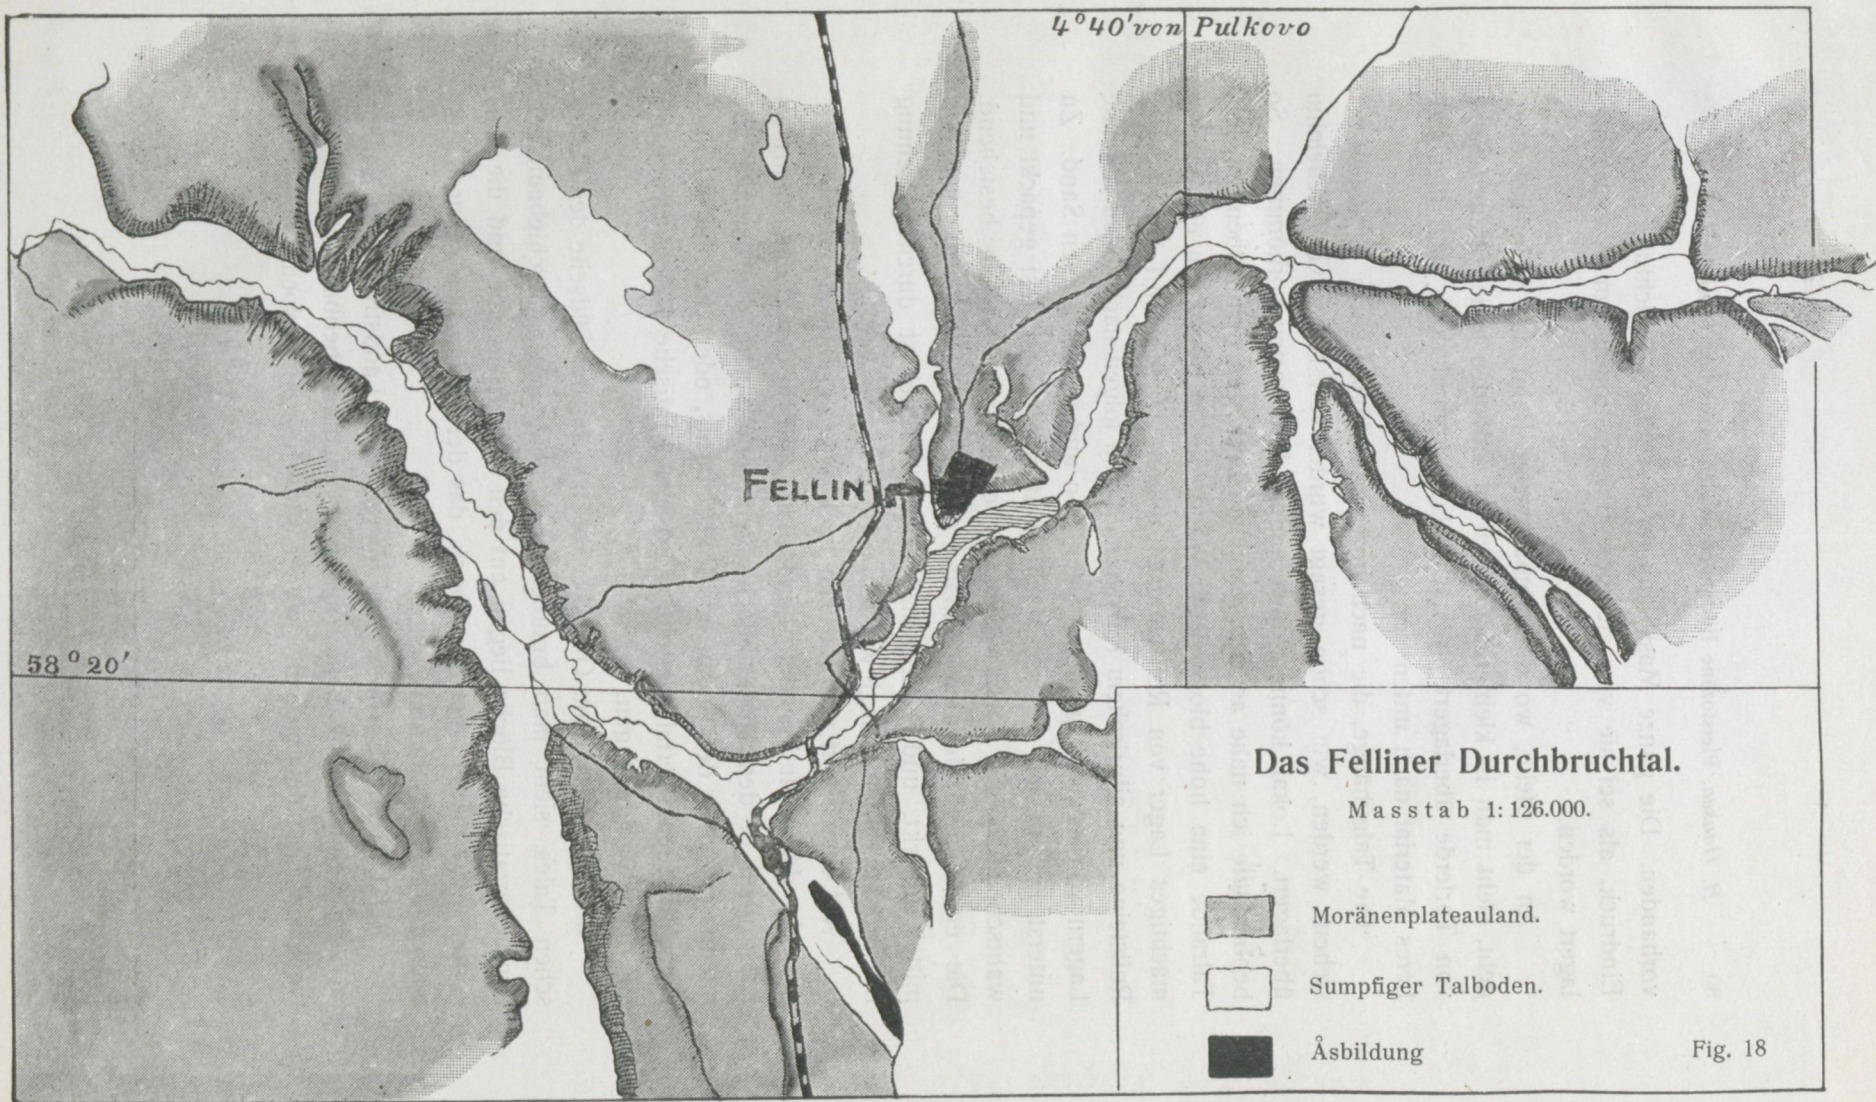 4°40' von Pulkovo
FELLIN
58°20'
Das Felliner Durchbruchtal.
Masstab 1:126.000.
Moränenplateauland.
Sumpfiger Talboden.
Åsbildung
Fig. 18